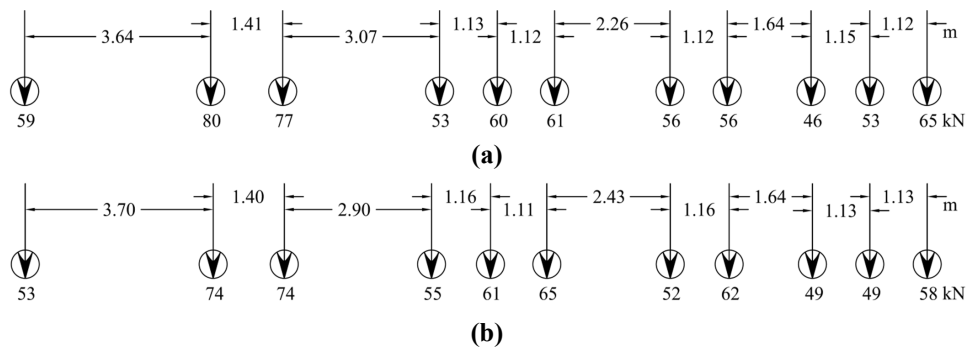 1.41 1.13 2.26 1.64 1.12 m
3.64 3.07 1.12 1.12 1.15
59 80 77 53 60 61 56 56 46 53 65 kN
(a)
1.40 1.16 2.43 1.64 1.13 m
3.70 2.90 1.11 1.16 1.13
53 74 74 55 61 65 52 62 49 49 58 kN
(b)